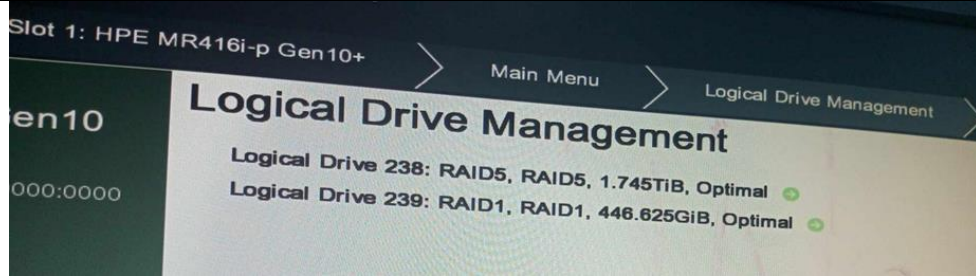 Slot 1: HPE MR416i-p Gen10+
Main Menu
Logical Drive Management
en10
Logical Drive Management
Logical Drive 238: RAID5, RAID5, 1.745TiB, Optimal
000:0000
Logical Drive 239: RAID1, RAID1, 446.625GiB, Optimal